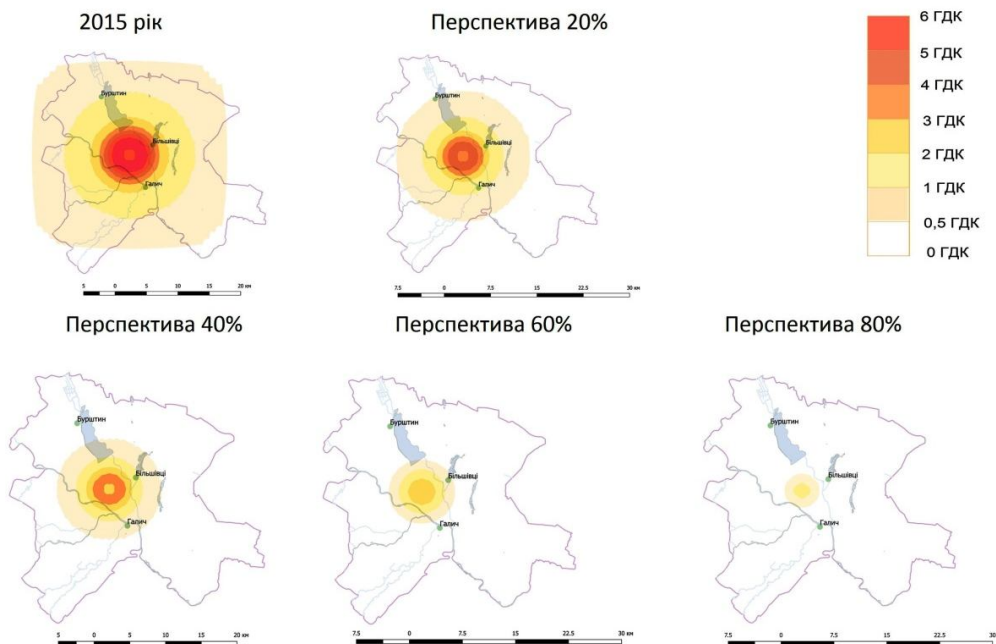 2015 рік
Перспектива 20%
6 ГДК
5 ГДК
4 ГДК
3 ГДК
2 ГДК
1 ГДК
0,5 ГДК
0 ГДК
Бурштин
Більшівці
Галич
5 0 5 10 15 20 км
Бурштин
Більшівці
Галич
7.5 0 7.5 15 22.5 30 км
Перспектива 40%
Перспектива 60%
Перспектива 80%
Бурштин
Більшівці
Галич
5 0 5 10 15 20 км
Бурштин
Більшівці
Галич
7.5 0 7.5 15 22.5 30 км
Бурштин
Більшівці
Галич
7.5 0 7.5 15 22.5 30